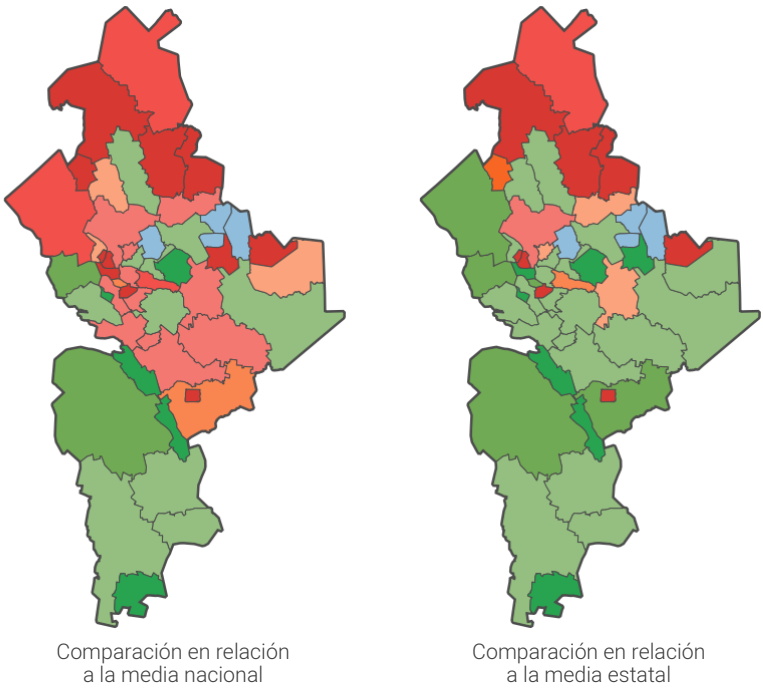 Comparación en relación
a la media nacional
Comparación en relación
a la media estatal